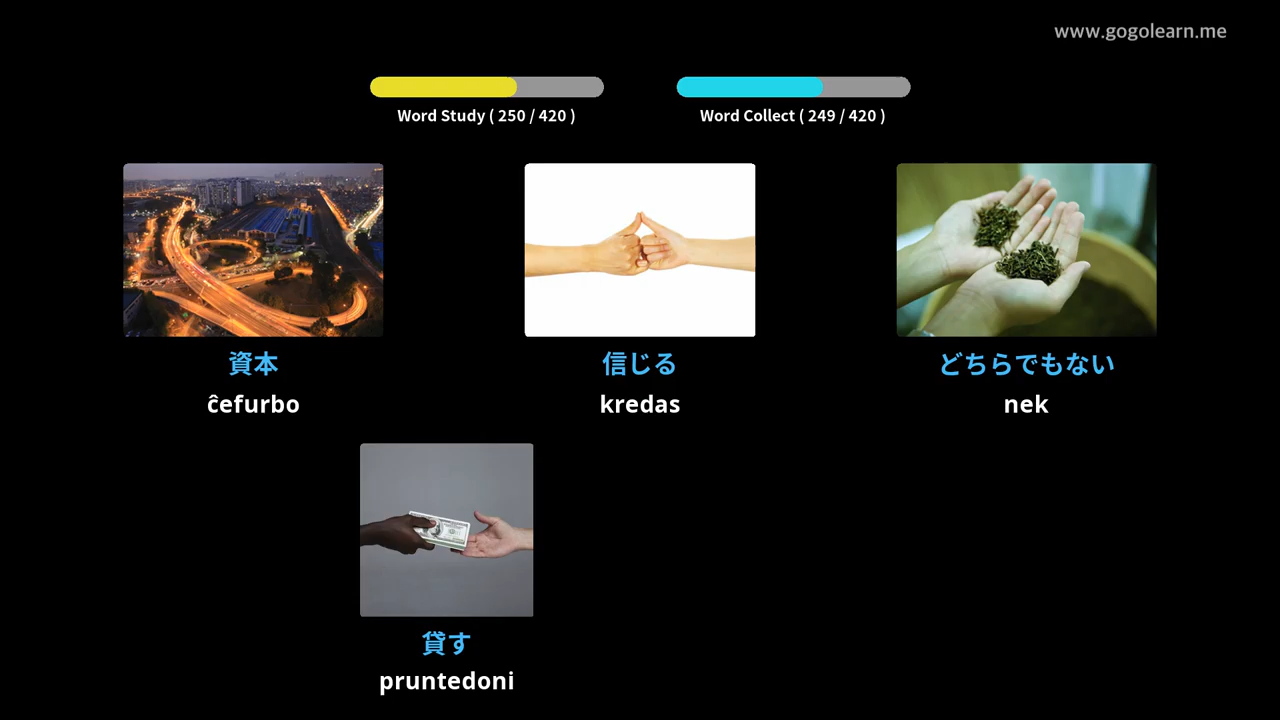 www.gogolearn.me
Word Study ( 250 / 420 )
Word Collect ( 249 / 420 )
資本
ĉefurbo
信じる
kredas
どちらでもない
nek
貸す
pruntedoni